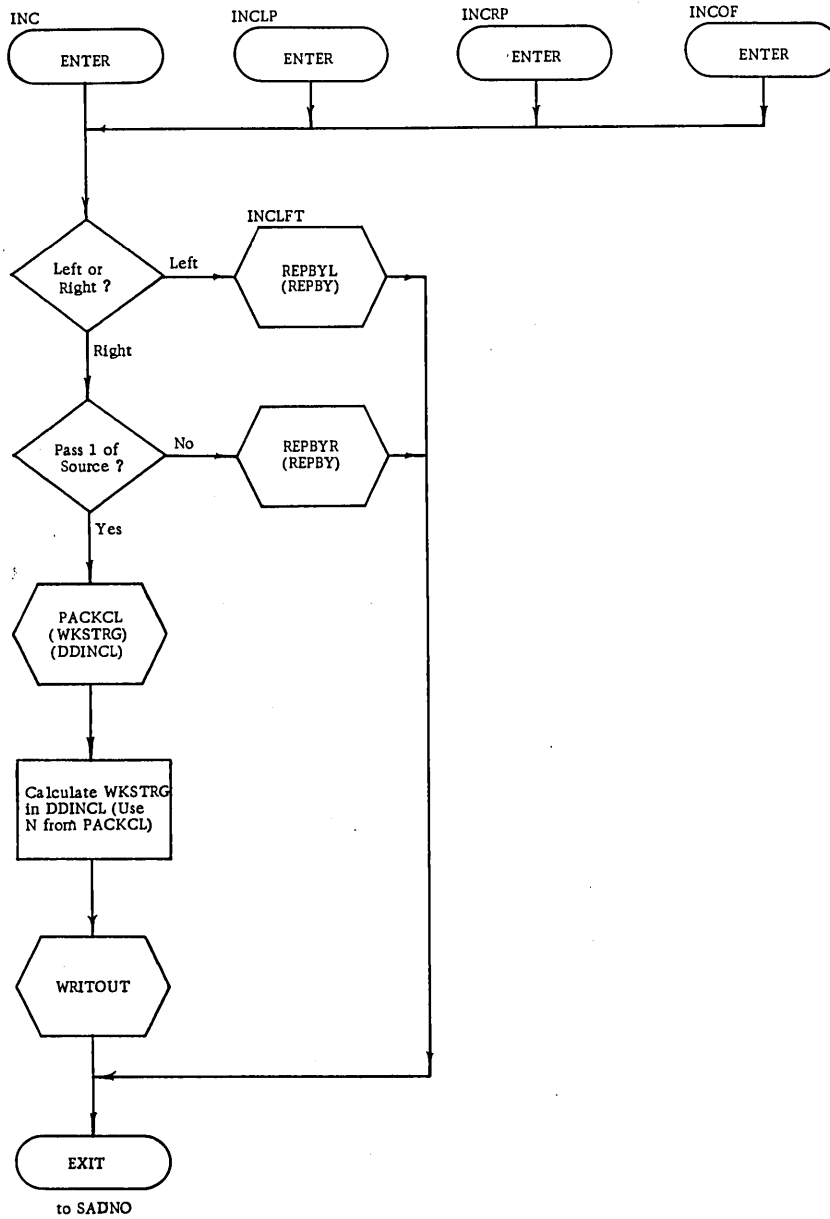 INC
INCLP
INCRP
INCOF
ENTER
ENTER
ENTER
ENTER
INCLFT
Left or
Right ?
Left
REPBYL
(REPBY)
Right
Pass 1 of
Source ?
No
REPBYR
(REPBY)
Yes
PACKCL
(WKSTRG)
(DDINCL)
Calculate WKSTRG
in DDINCL (Use
N from PACKCL)
WRITOUT
EXIT
to SADNO